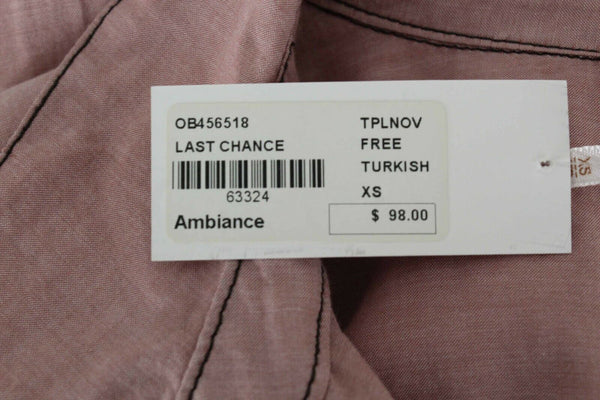 OB456518
LAST CHANCE
63324
Ambiance
TPLNOV
FREE
TURKISH
XS
$ 98.00
XS